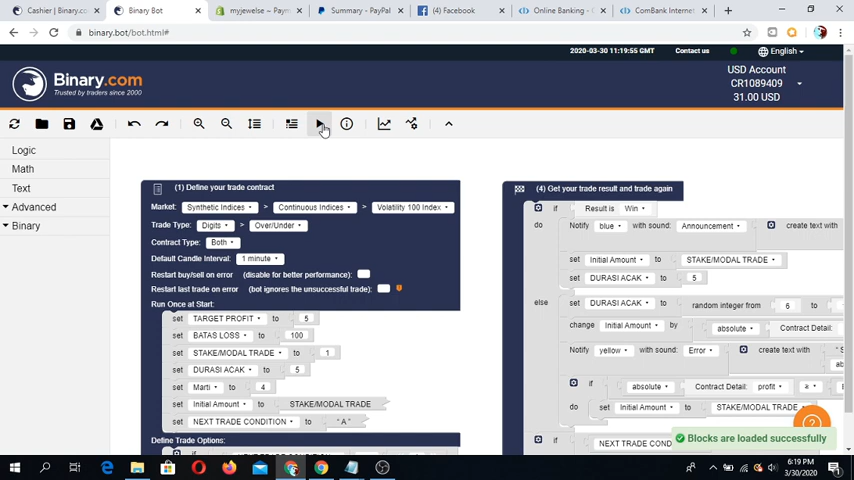 Cashier | Binary.co
Binary Bot
myjewelse ~ Paym
Summary - PayPal
(4) Facebook
Online Banking -
ComBank Internet
binary.bot/bot.html#
2020-03-30 11:19:55 GMT
Contact us
English
Binary.com
Trusted by traders since 2000
USD Account
CR1089409
31.00 USD
Logic
Math
Text
Advanced
Binary
(1) Define your trade contract
Market: Synthetic Indices > Continuous Indices > Volatility 100 Index
Trade Type: Digits > Over/Under
Contract Type: Both
Default Candle Interval: 1 minute
Restart buy/sell on error (disable for better performance):
Restart last trade on error (bot ignores the unsuccessful trade):
Run Once at Start:
set TARGET PROFIT to 5
set BATAS LOSS to 100
set STAKE/MODAL TRADE to 1
set DURASI ACAK to 5
set Marti to 4
set Initial Amount to STAKE/MODAL TRADE
set NEXT TRADE CONDITION to “ A ”
Define Trade Options:
(4) Get your trade result and trade again
if Result is Win
do Notify blue with sound: Announcement create text with
set Initial Amount to STAKE/MODAL TRADE
set DURASI ACAK to 5
else set DURASI ACAK to random integer from 6 to
change Initial Amount by absolute Contract Detail:
Notify yellow with sound: Error create text with “ S
if absolute Contract Detail: profit ≥
do set Initial Amount to STAKE/MODAL TRADE
if NEXT TRADE COND
Blocks are loaded successfully
6:19 PM
3/30/2020